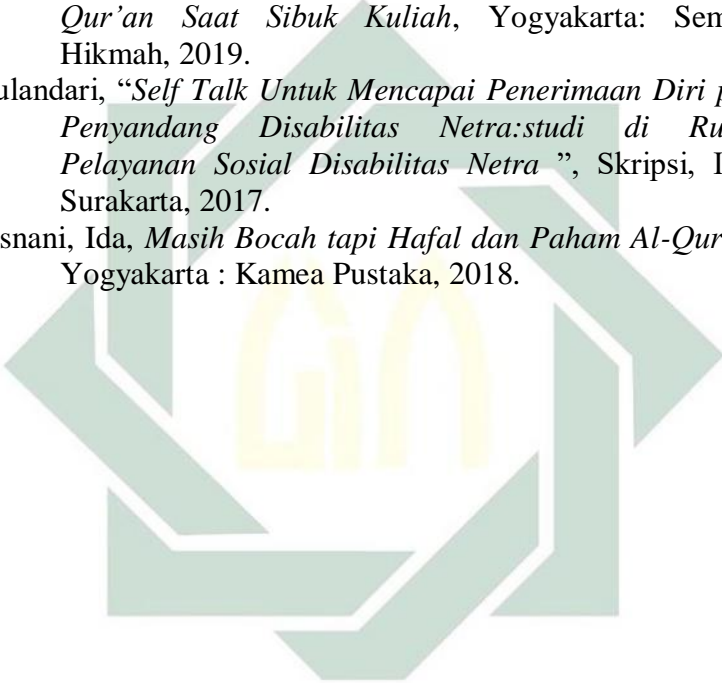 Qur’an Saat Sibuk Kuliah, Yogyakarta: Sem
Hikmah, 2019.
ulandari, “Self Talk Untuk Mencapai Penerimaan Diri p
Penyandang Disabilitas Netra:studi di Ru
Pelayanan Sosial Disabilitas Netra ”, Skripsi, I
Surakarta, 2017.
snani, Ida, Masih Bocah tapi Hafal dan Paham Al-Qur
Yogyakarta : Kamea Pustaka, 2018.